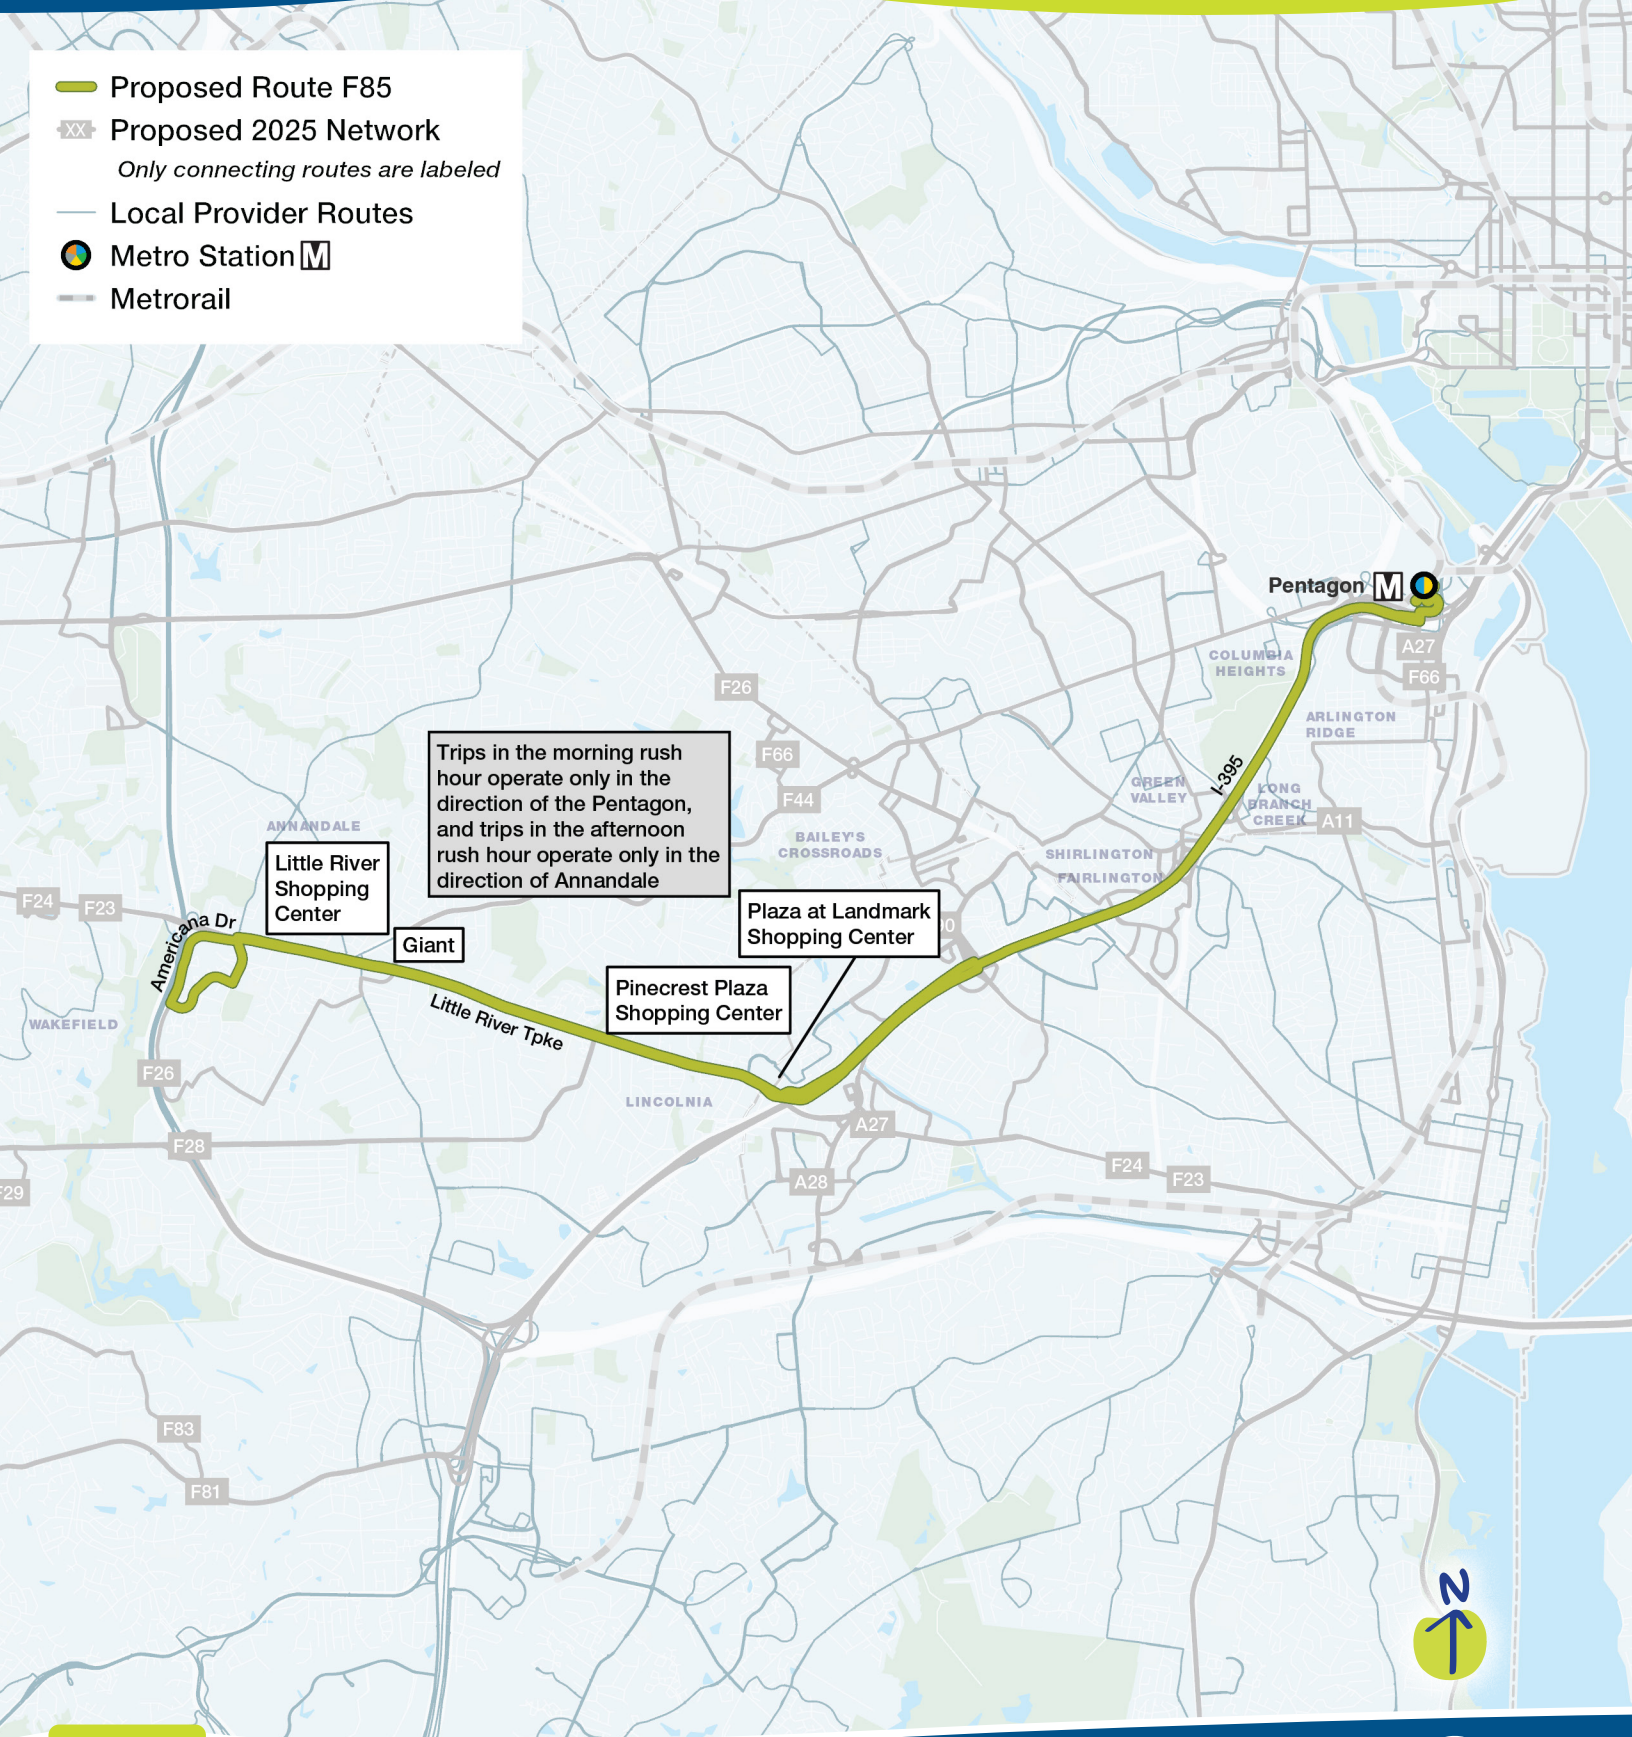 Proposed Route F85
XX Proposed 2025 Network
Only connecting routes are labeled
Local Provider Routes
Metro Station M
Metrorail
Pentagon M
A27
F66
COLUMBIA
HEIGHTS
ARLINGTON
RIDGE
F26
F66
F44
Trips in the morning rush
hour operate only in the
direction of the Pentagon,
and trips in the afternoon
rush hour operate only in the
direction of Annandale
I-395
GREEN
VALLEY
LONG
BRANCH
CREEK
A11
ANNANDALE
BAILEY'S
CROSSROADS
SHIRLINGTON
FAIRLINGTON
Little River
Shopping
Center
F24
F23
Americana Dr
Giant
Plaza at Landmark
Shopping Center
Pinecrest Plaza
Shopping Center
Little River Tpke
WAKEFIELD
F26
LINCOLNIA
A27
F28
F24
F23
A28
F29
F83
F81
N